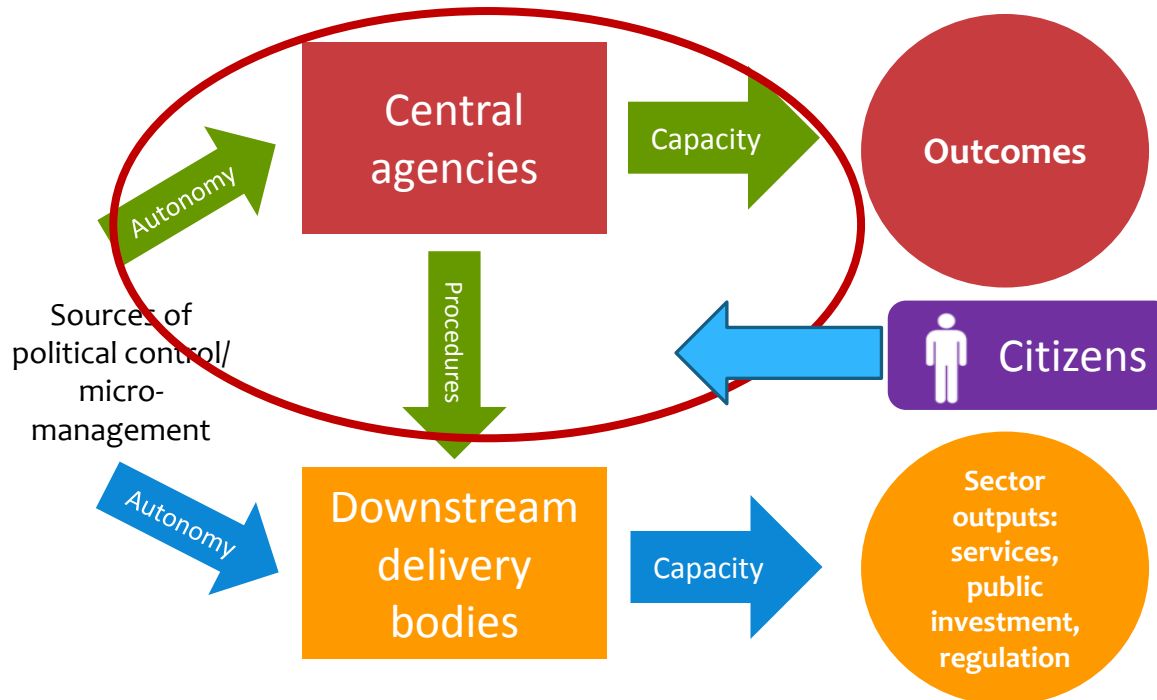 Central
agencies
Capacity
Outcomes
Autonomy
Procedures
Sources of
political control/
micro-
management
Citizens
Autonomy
Downstream
delivery
bodies
Capacity
Sector
outputs:
services,
public
investment,
regulation